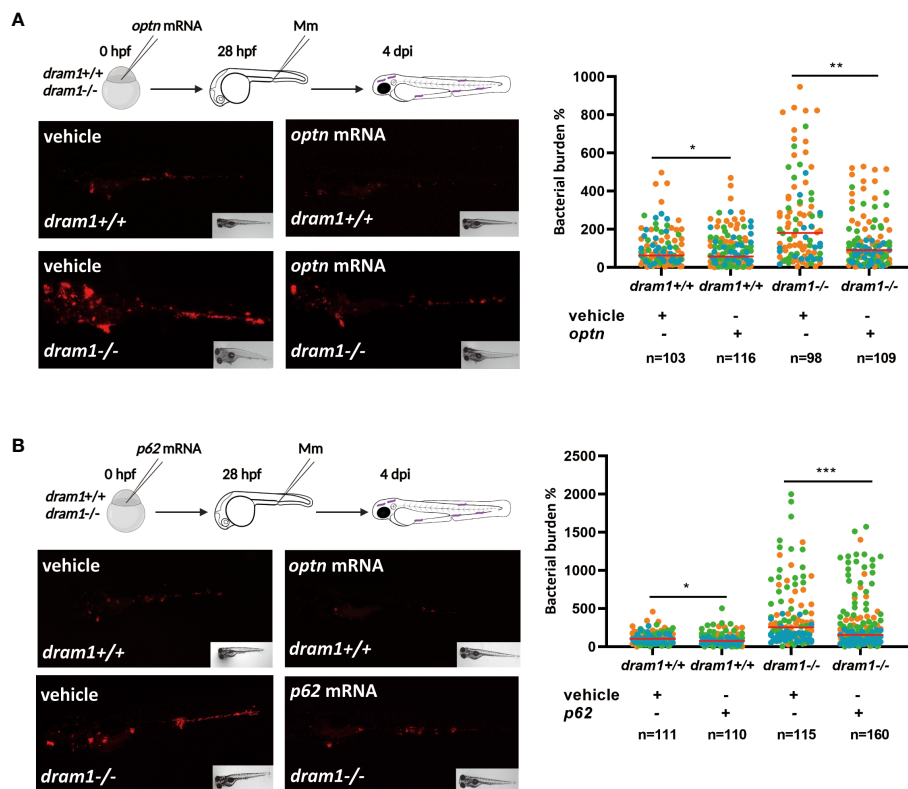 A
optn mRNA
Mm
0 hpf
28 hpf
4 dpi
dram1+/+
dram1-/-
vehicle
dram1+/+
optn mRNA
dram1+/+
vehicle
dram1-/-
optn mRNA
dram1-/-
Bacterial burden %
1000
800
600
400
200
0
*
**
dram1+/+ dram1+/+ dram1-/- dram1-/-
vehicle + - + -
optn - + - +
n=103 n=116 n=98 n=109
B
p62 mRNA
Mm
0 hpf
28 hpf
4 dpi
dram1+/+
dram1-/-
vehicle
dram1+/+
optn mRNA
dram1+/+
vehicle
dram1-/-
p62 mRNA
dram1-/-
Bacterial burden %
2500
2000
1500
1000
500
0
*
***
dram1+/+ dram1+/+ dram1-/- dram1-/-
vehicle + - + -
p62 - + - +
n=111 n=110 n=115 n=160